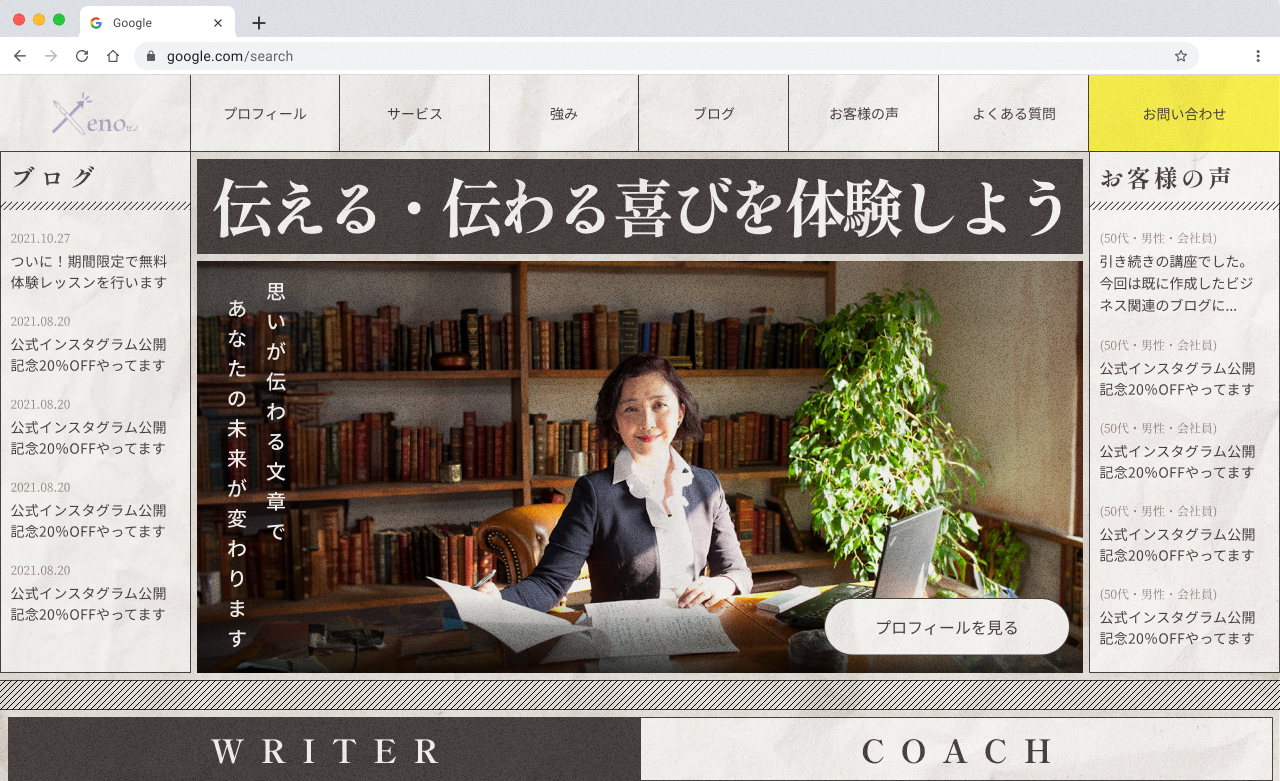 Google
google.com/search
Xeno
ゼノ
プロフィール
サービス
強み
ブログ
お客様の声
よくある質問
お問い合わせ
ブログ
2021.10.27
ついに！期間限定で無料
体験レッスンを行います
2021.08.20
公式インスタグラム公開
記念20%OFFやってます
2021.08.20
公式インスタグラム公開
記念20%OFFやってます
2021.08.20
公式インスタグラム公開
記念20%OFFやってます
2021.08.20
公式インスタグラム公開
記念20%OFFやってます
伝える・伝わる喜びを体験しよう
思いが伝わる文章で
あなたの未来が変わります
プロフィールを見る
お客様の声
(50代・男性・会社員)
引き続きの講座でした。
今回は既に作成したビジ
ネス関連のブログに...
(50代・男性・会社員)
公式インスタグラム公開
記念20%OFFやってます
(50代・男性・会社員)
公式インスタグラム公開
記念20%OFFやってます
(50代・男性・会社員)
公式インスタグラム公開
記念20%OFFやってます
(50代・男性・会社員)
公式インスタグラム公開
記念20%OFFやってます
WRITER
COACH